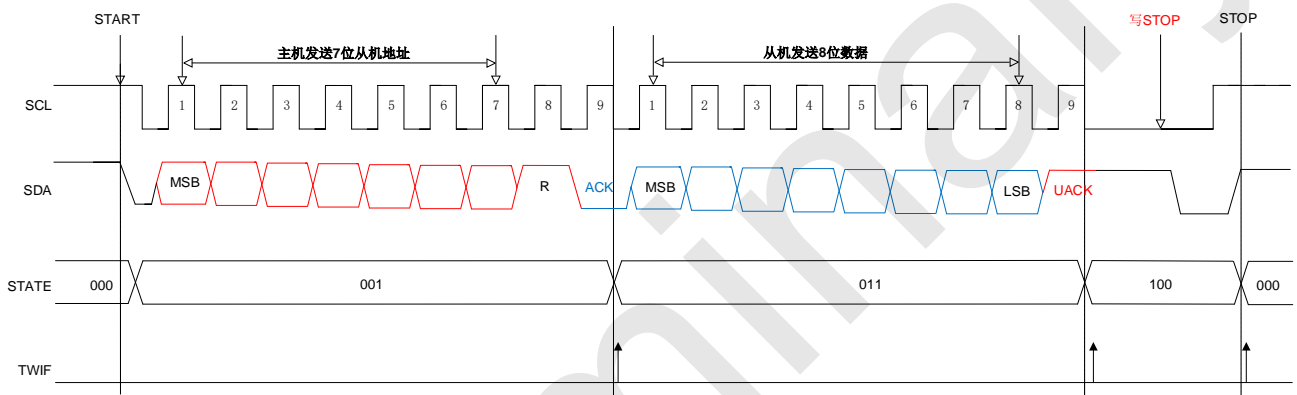 START
写STOP
STOP
主机发送7位从机地址
从机发送8位数据
SCL
1 2 3 4 5 6 7 8 9 1 2 3 4 5 6 7 8 9
SDA
MSB R ACK MSB LSB UACK
STATE
000 001 011 100 000
TWIF